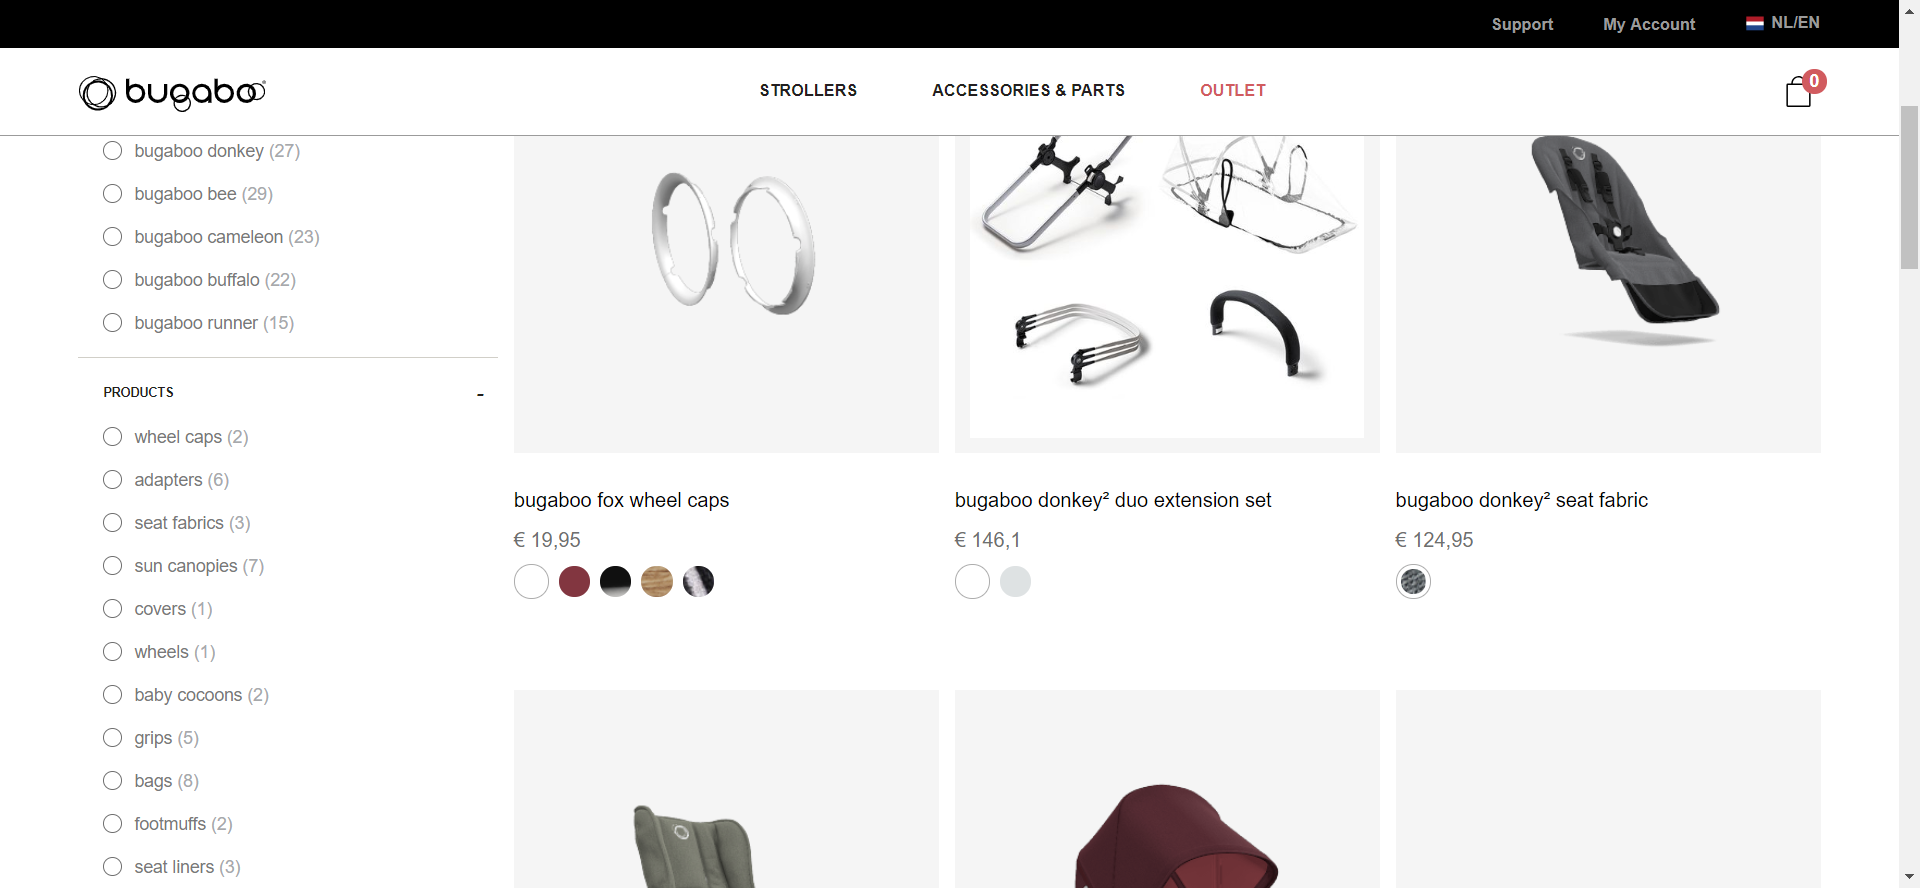 Support
My Account
NL/EN
bugaboo
STROLLERS
ACCESSORIES & PARTS
OUTLET
0
bugaboo donkey (27)
bugaboo bee (29)
bugaboo cameleon (23)
bugaboo buffalo (22)
bugaboo runner (15)
PRODUCTS
-
wheel caps (2)
adapters (6)
seat fabrics (3)
sun canopies (7)
covers (1)
wheels (1)
baby cocoons (2)
grips (5)
bags (8)
footmuffs (2)
seat liners (3)
bugaboo fox wheel caps
€ 19,95
bugaboo donkey² duo extension set
€ 146,1
bugaboo donkey² seat fabric
€ 124,95